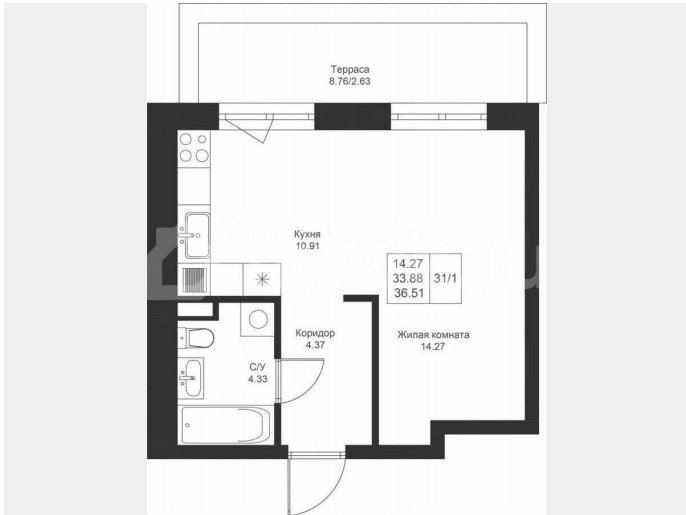 Терраса
8.76/2.63
Кухня
10.91
14.27
33.88
36.51
31/1
Коридор
4.37
Жилая комната
14.27
С/У
4.33